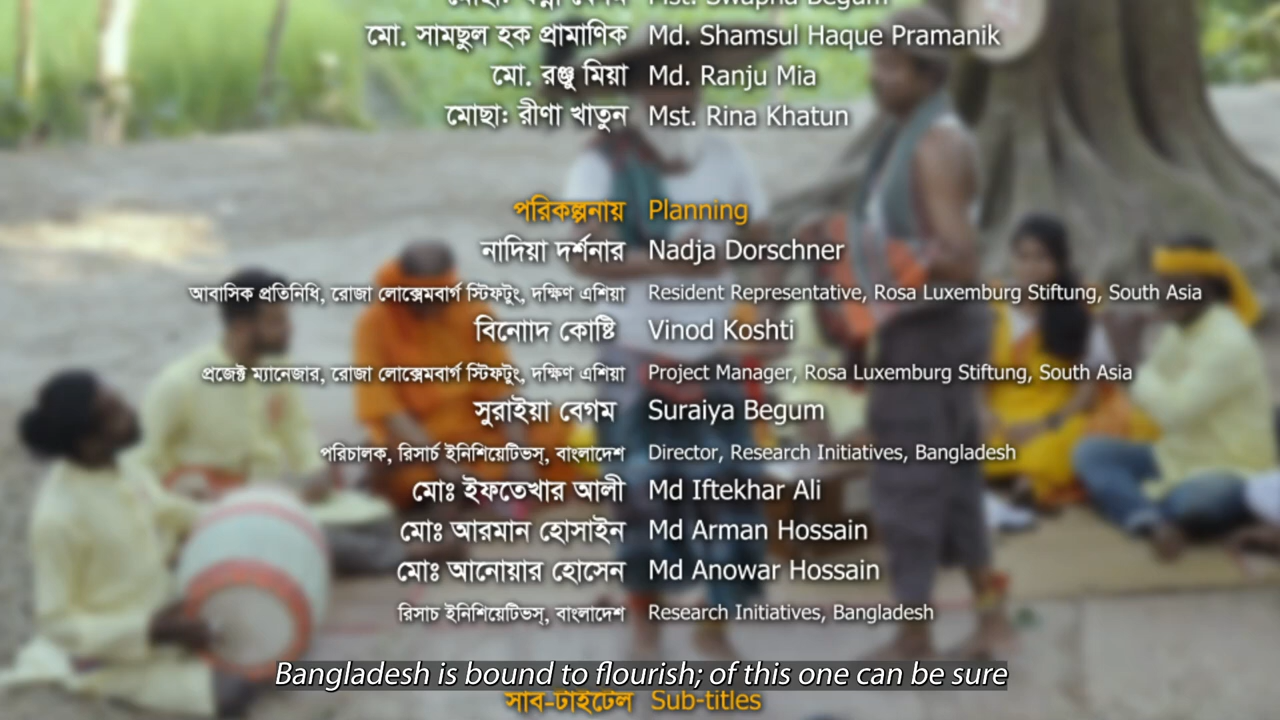 Mst. Swapna Begum
মো. সামছুল হক প্রামাণিক Md. Shamsul Haque Pramanik
মো. রঞ্জু মিয়া Md. Ranju Mia
মোছা: রীণা খাতুন Mst. Rina Khatun
পরিকল্পনায় Planning
নাদিয়া দর্শনার Nadja Dorschner
আবাসিক প্রতিনিধি, রোজা লোক্সেমবার্গ স্টিফটুং, দক্ষিণ এশিয়া Resident Representative, Rosa Luxemburg Stiftung, South Asia
বিনোাদ কোষ্টি Vinod Koshti
প্রজেক্ট ম্যানেজার, রোজা লোক্সেমবার্গ স্টিফটুং, দক্ষিণ এশিয়া Project Manager, Rosa Luxemburg Stiftung, South Asia
সুরাইয়া বেগম Suraiya Begum
পরিচালক, রিসার্চ ইনিশিয়েটিভস্, বাংলাদেশ Director, Research Initiatives, Bangladesh
মোঃ ইফতেখার আলী Md Iftekhar Ali
মোঃ আরমান হোসাইন Md Arman Hossain
মোঃ আনোয়ার হোসেন Md Anowar Hossain
রিসাচ ইনিশিয়েটিভস্, বাংলাদেশ Research Initiatives, Bangladesh
Bangladesh is bound to flourish; of this one can be sure
সাব-টাইটেল Sub-titles